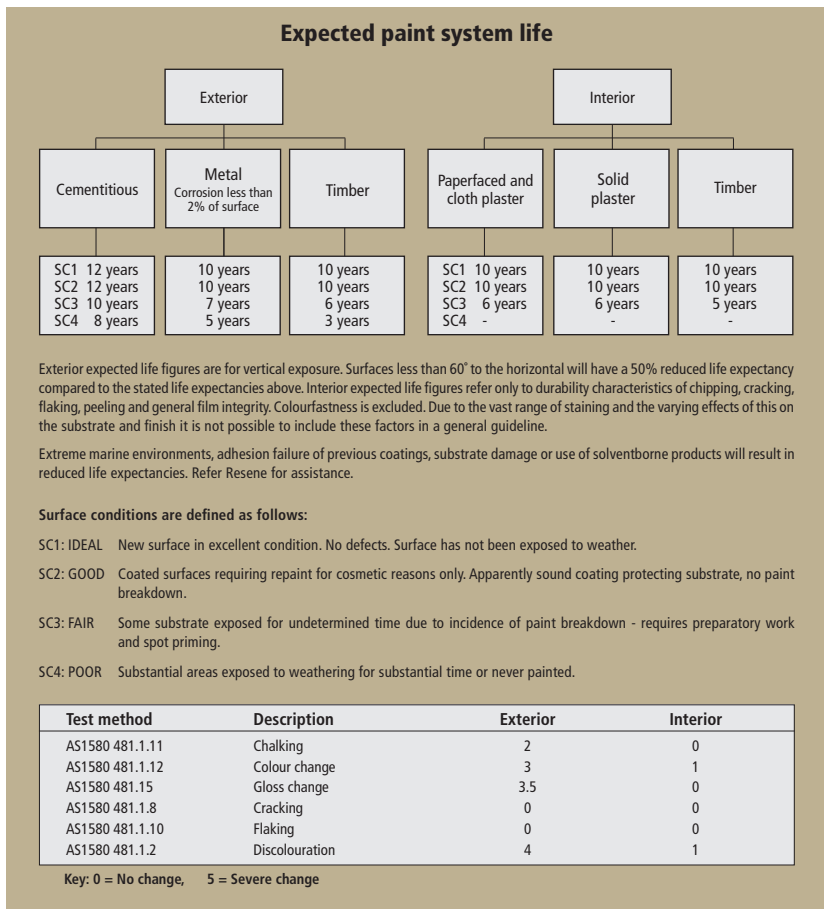 Expected paint system life
Exterior
Interior
Cementitious
Metal
Corrosion less than
2% of surface
Timber
Paperfaced and
cloth plaster
Solid
plaster
Timber
SC1 12 years
SC2 12 years
SC3 10 years
SC4 8 years
10 years
10 years
7 years
5 years
10 years
10 years
6 years
3 years
SC1 10 years
SC2 10 years
SC3 6 years
SC4 -
10 years
10 years
6 years
-
10 years
10 years
5 years
-
Exterior expected life figures are for vertical exposure. Surfaces less than 60° to the horizontal will have a 50% reduced life expectancy
compared to the stated life expectancies above. Interior expected life figures refer only to durability characteristics of chipping, cracking,
flaking, peeling and general film integrity. Colourfastness is excluded. Due to the vast range of staining and the varying effects of this on
the substrate and finish it is not possible to include these factors in a general guideline.
Extreme marine environments, adhesion failure of previous coatings, substrate damage or use of solventborne products will result in
reduced life expectancies. Refer Resene for assistance.
Surface conditions are defined as follows:
SC1: IDEAL New surface in excellent condition. No defects. Surface has not been exposed to weather.
SC2: GOOD Coated surfaces requiring repaint for cosmetic reasons only. Apparently sound coating protecting substrate, no paint
breakdown.
SC3: FAIR Some substrate exposed for undetermined time due to incidence of paint breakdown - requires preparatory work
and spot priming.
SC4: POOR Substantial areas exposed to weathering for substantial time or never painted.
Test method Description Exterior Interior
AS1580 481.1.11 Chalking 2 0
AS1580 481.1.12 Colour change 3 1
AS1580 481.15 Gloss change 3.5 0
AS1580 481.1.8 Cracking 0 0
AS1580 481.1.10 Flaking 0 0
AS1580 481.1.2 Discolouration 4 1
Key: 0 = No change, 5 = Severe change